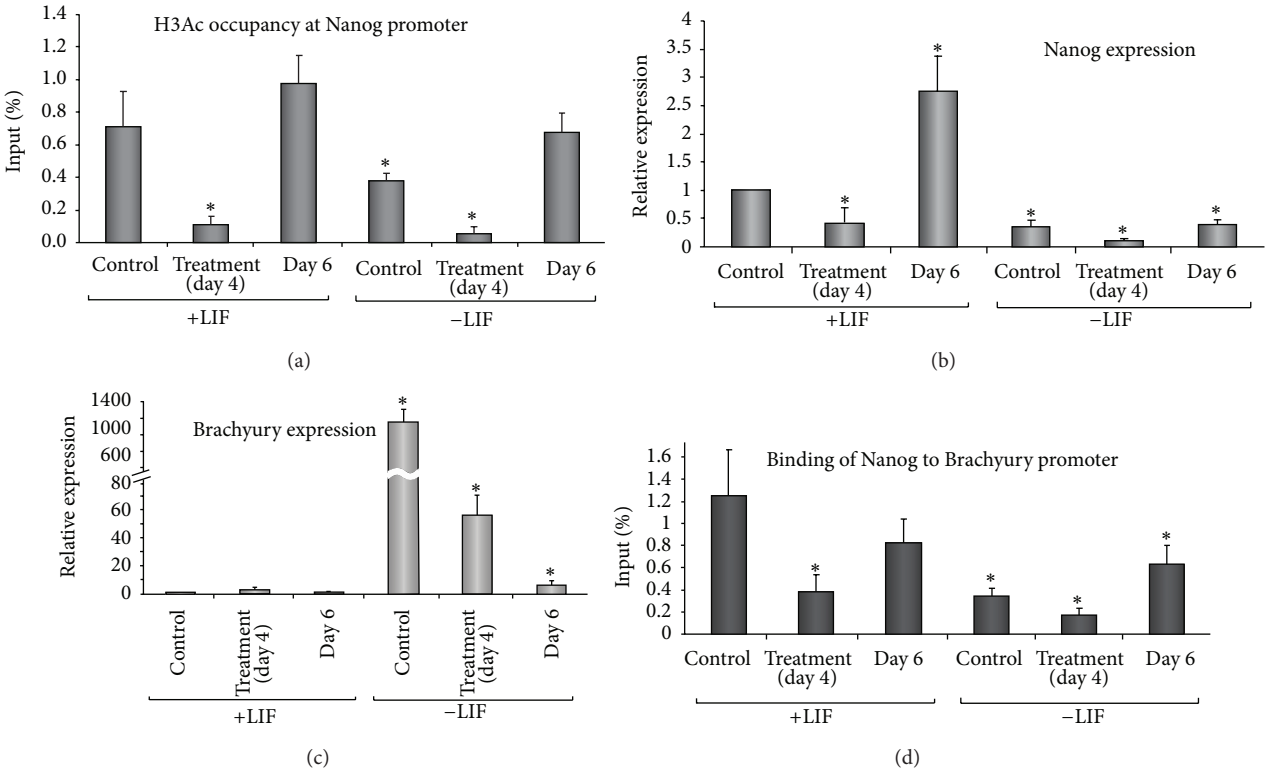 H3Ac occupancy at Nanog promoter
Input (%)
1.4
1.2
1.0
0.8
0.6
0.4
0.2
0.0
*
*
*
Control
Treatment
(day 4)
Day 6
Control
Treatment
(day 4)
Day 6
+LIF
−LIF
(a)
Nanog expression
Relative expression
4
3.5
3
2.5
2
1.5
1
0.5
0
*
*
*
*
*
Control
Treatment
(day 4)
Day 6
Control
Treatment
(day 4)
Day 6
+LIF
−LIF
(b)
Brachyury expression
Relative expression
1400
1000
600
80
60
40
20
0
*
*
*
Control
Treatment
(day 4)
Day 6
Control
Treatment
(day 4)
Day 6
+LIF
−LIF
(c)
Binding of Nanog to Brachyury promoter
Input (%)
1.6
1.4
1.2
1
0.8
0.6
0.4
0.2
0
*
*
*
*
Control
Treatment
(day 4)
Day 6
Control
Treatment
(day 4)
Day 6
+LIF
−LIF
(d)